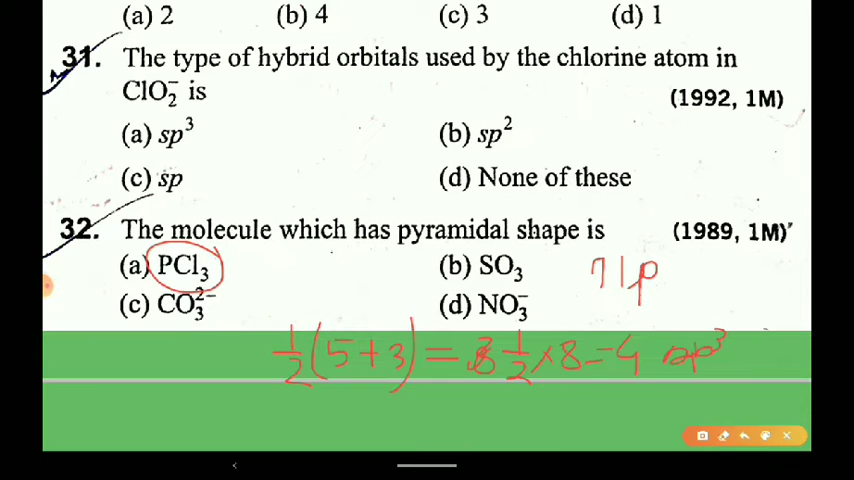 (a) 2 (b) 4 (c) 3 (d) 1
31. The type of hybrid orbitals used by the chlorine atom in
ClO₂⁻ is (1992, 1M)
(a) sp³ (b) sp²
(c) sp (d) None of these
32. The molecule which has pyramidal shape is (1989, 1M)
(a) PCl₃ (b) SO₃
(c) CO₃²⁻ (d) NO₃⁻
1/2 (5+3) = 1/2 × 8 = 4 sp³